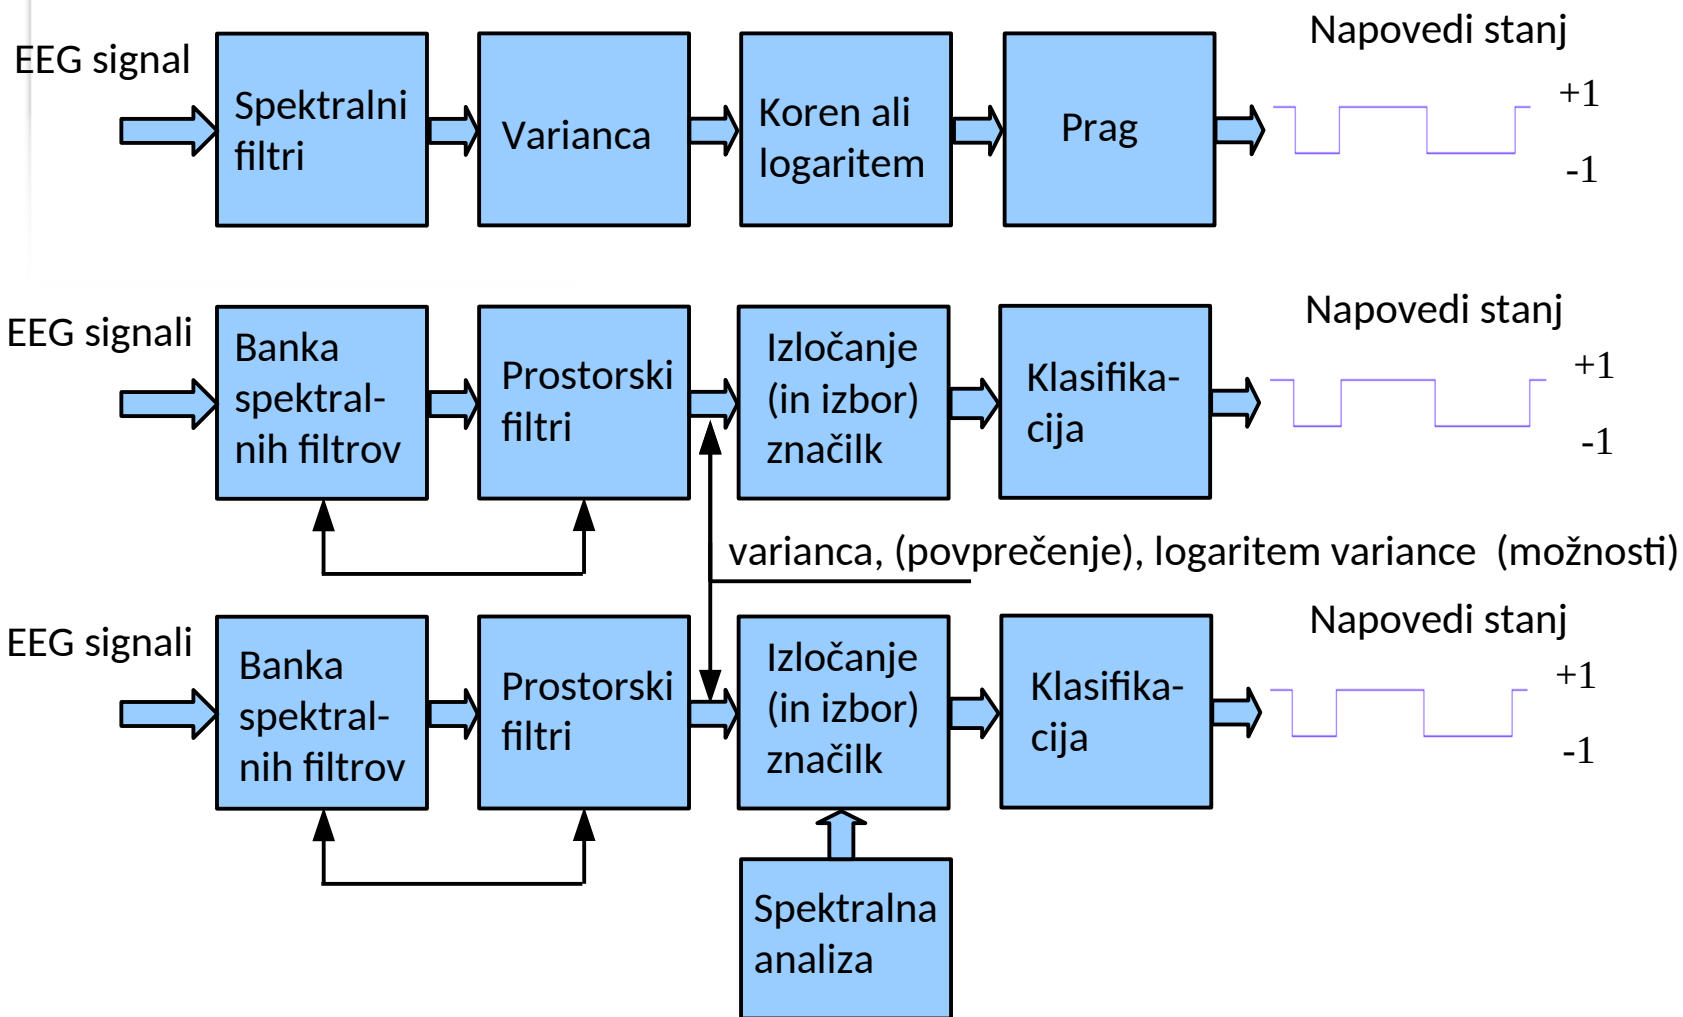 Napovedi stanj
EEG signal
Spektralni
filtri
Varianca
Koren ali
logaritem
Prag
+1
-1
Napovedi stanj
EEG signali
Banka
spektral-
nih filtrov
Prostorski
filtri
Izločanje
(in izbor)
značilk
Klasifika-
cija
+1
-1
varianca, (povprečenje), logaritem variance (možnosti)
Napovedi stanj
EEG signali
Banka
spektral-
nih filtrov
Prostorski
filtri
Izločanje
(in izbor)
značilk
Klasifika-
cija
+1
-1
Spektralna
analiza